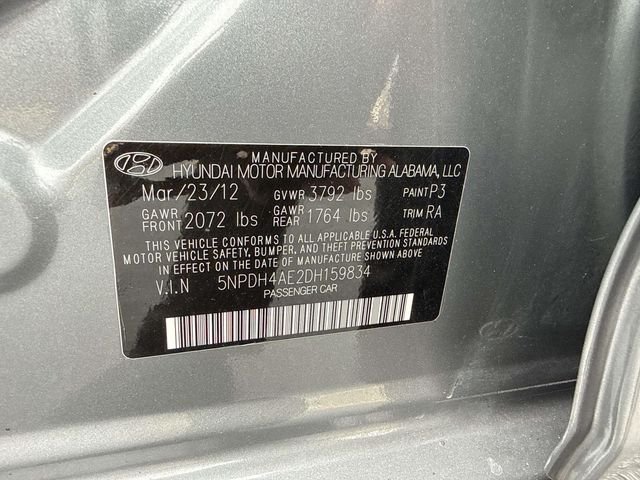 MANUFACTURED BY
HYUNDAI MOTOR MANUFACTURING ALABAMA, LLC
Mar/23/12 GVWR 3792 lbs PAINT P3
GAWR FRONT 2072 lbs GAWR REAR 1764 lbs TRIM RA
THIS VEHICLE CONFORMS TO ALL APPLICABLE U.S.A. FEDERAL
MOTOR VEHICLE SAFETY, BUMPER, AND THEFT PREVENTION STANDARDS
IN EFFECT ON THE DATE OF MANUFACTURE SHOWN ABOVE
V.I.N 5NPDH4AE2DH159834
PASSENGER CAR